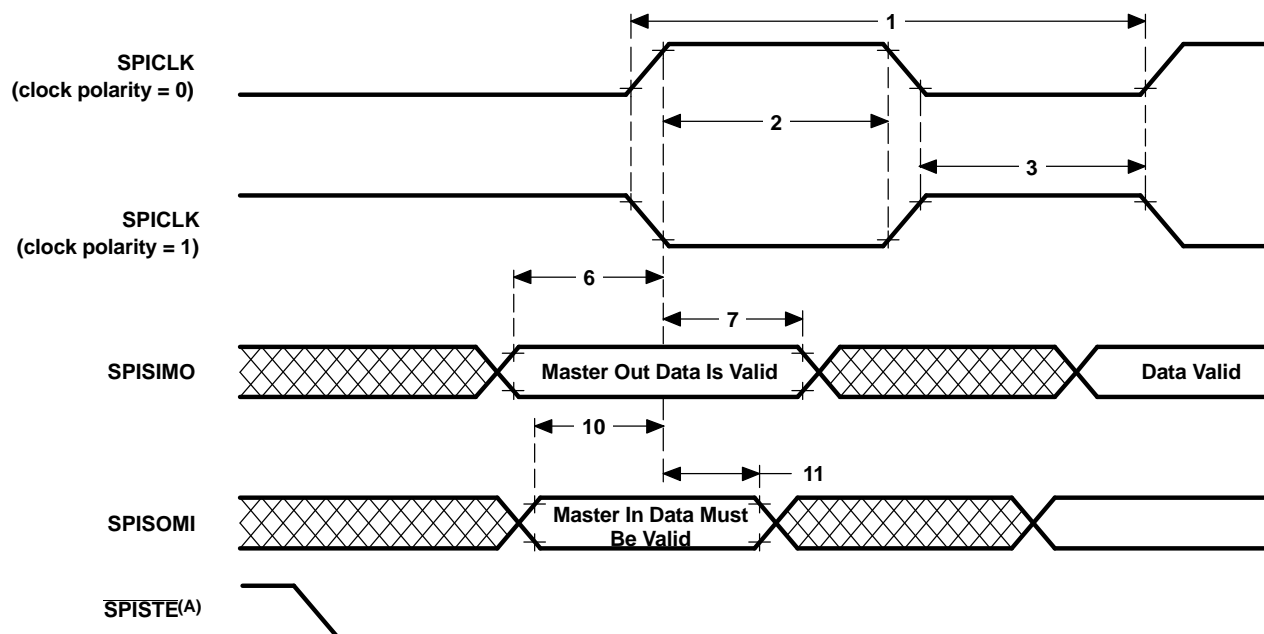 1
SPICLK
(clock polarity = 0)
2
3
SPICLK
(clock polarity = 1)
6
7
SPISIMO
Master Out Data Is Valid
Data Valid
10
11
SPISOMI
Master In Data Must
Be Valid
SPISTE(A)